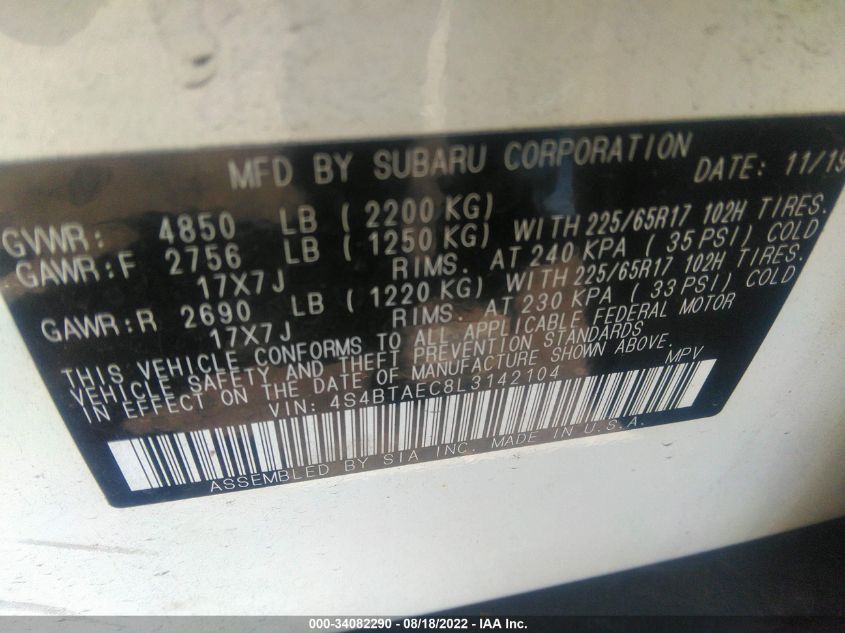 MFD BY SUBARU CORPORATION DATE: 11/19
GVWR: 4850 LB ( 2200 KG)
GAWR:F 2756 LB ( 1250 KG) WITH 225/65R17 102H TIRES.
17X7J RIMS. AT 240 KPA ( 35 PSI) COLD
GAWR:R 2690 LB ( 1220 KG) WITH 225/65R17 102H TIRES.
17X7J RIMS. AT 230 KPA ( 33 PSI) COLD
THIS VEHICLE CONFORMS TO ALL APPLICABLE FEDERAL MOTOR
VEHICLE SAFETY AND THEFT PREVENTION STANDARDS
IN EFFECT ON THE DATE OF MANUFACTURE SHOWN ABOVE.
VIN: 4S4BTAEC8L3142104 MPV
ASSEMBLED BY SIA INC. MADE IN U.S.A.
000-34082290 - 08/18/2022 - IAA Inc.